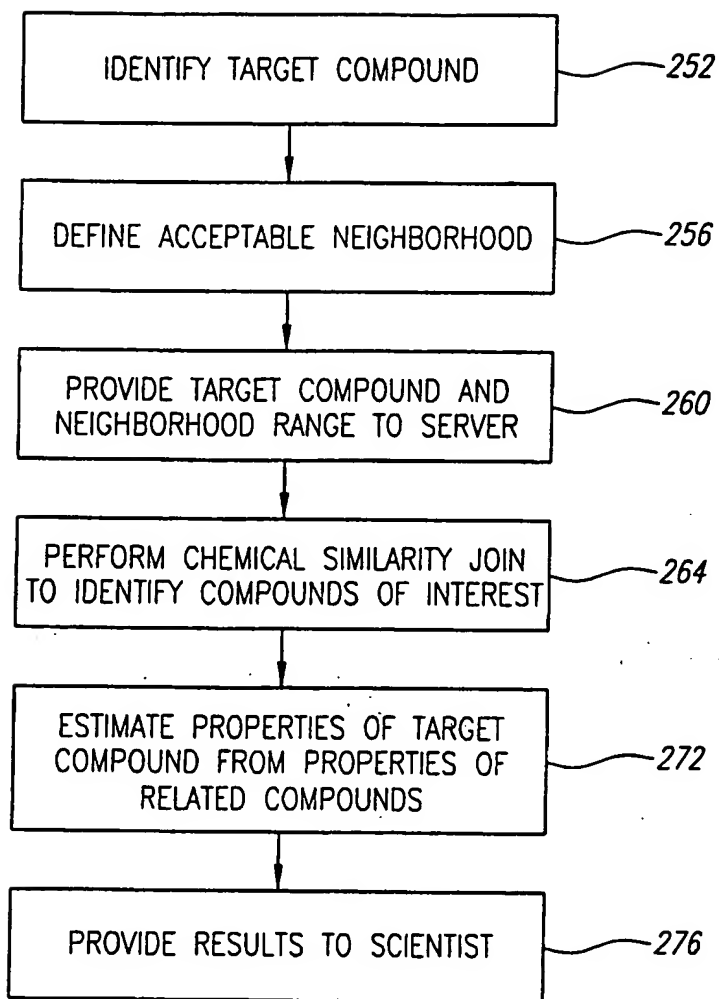 IDENTIFY TARGET COMPOUND
252
DEFINE ACCEPTABLE NEIGHBORHOOD
256
PROVIDE TARGET COMPOUND AND
NEIGHBORHOOD RANGE TO SERVER
260
PERFORM CHEMICAL SIMILARITY JOIN
TO IDENTIFY COMPOUNDS OF INTEREST
264
ESTIMATE PROPERTIES OF TARGET
COMPOUND FROM PROPERTIES OF
RELATED COMPOUNDS
272
PROVIDE RESULTS TO SCIENTIST
276